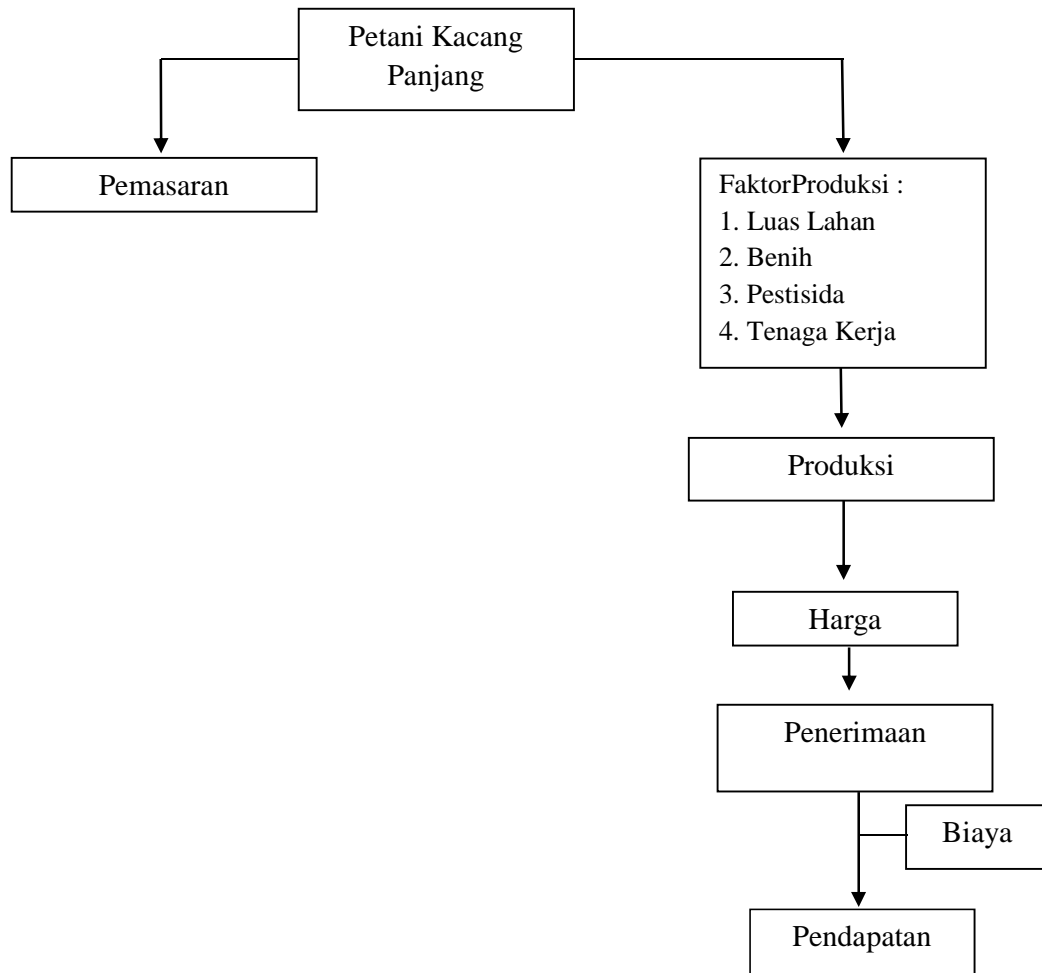 Petani Kacang
Panjang
Pemasaran
FaktorProduksi :
1. Luas Lahan
2. Benih
3. Pestisida
4. Tenaga Kerja
Produksi
Harga
Penerimaan
Biaya
Pendapatan